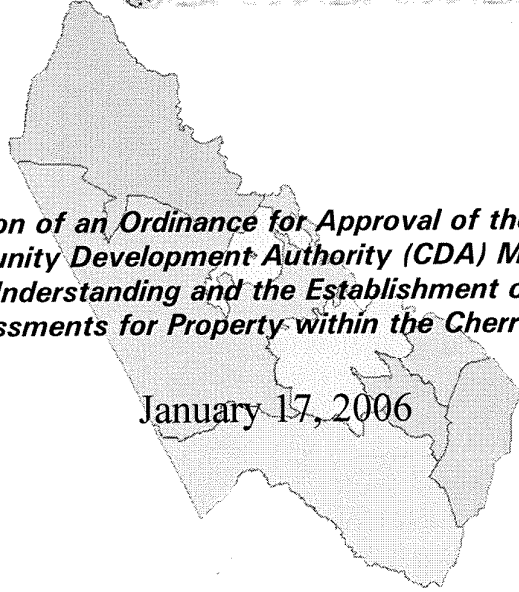 on of an Ordinance for Approval of the
unity Development Authority (CDA) M
Understanding and the Establishment o
ssments for Property within the Cherr
January 17, 2006